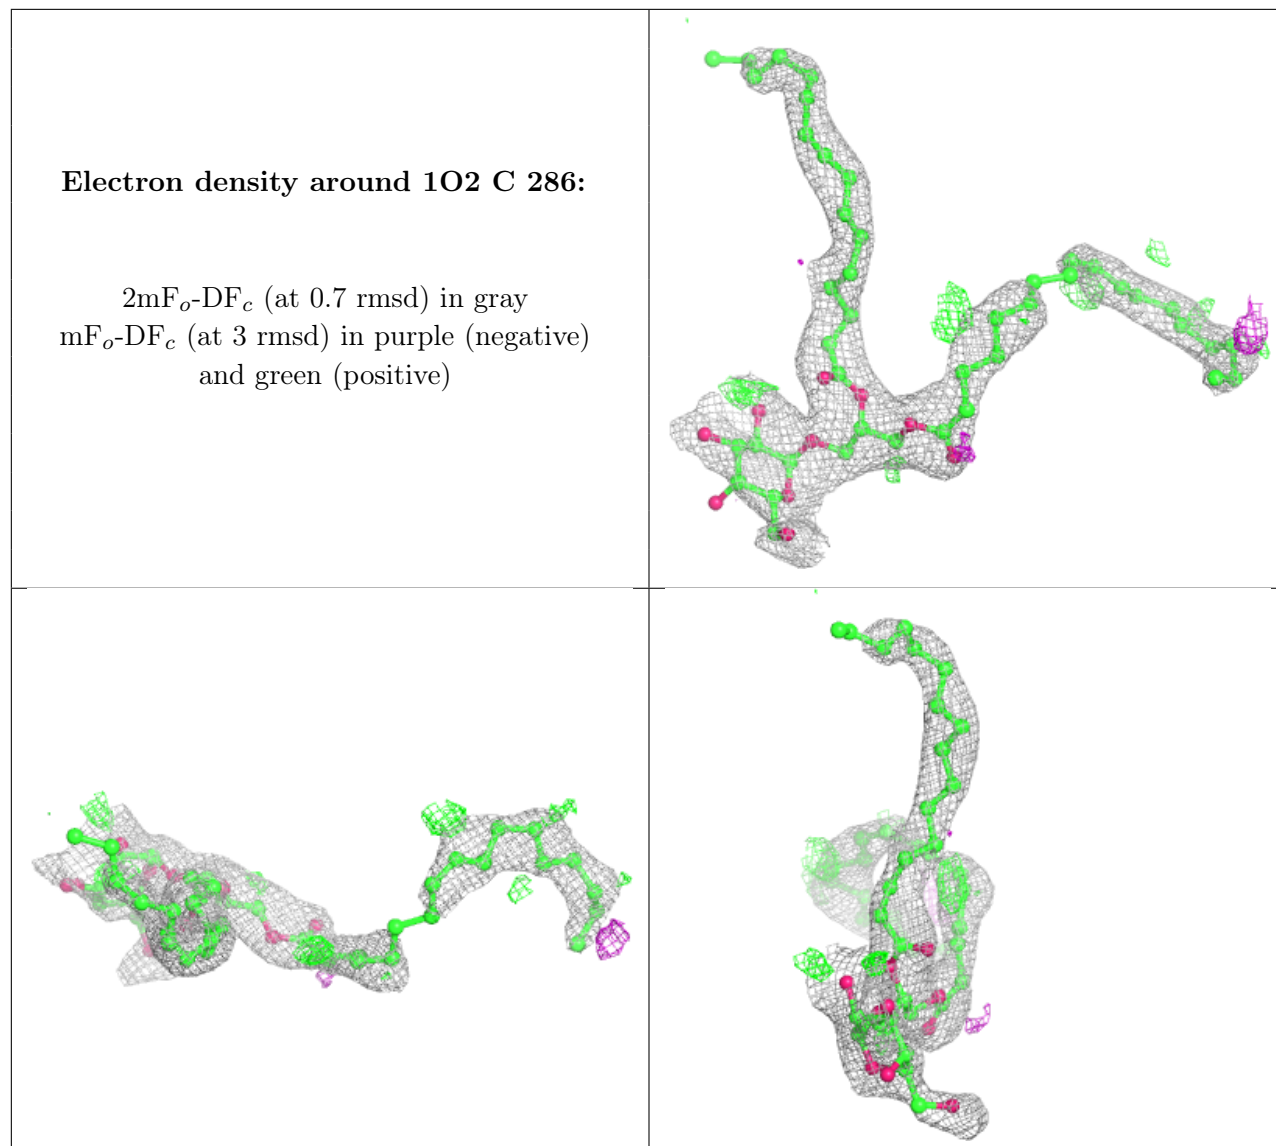 Electron density around 1O2 C 286:
2mFo-DFc (at 0.7 rmsd) in gray
mFo-DFc (at 3 rmsd) in purple (negative)
and green (positive)